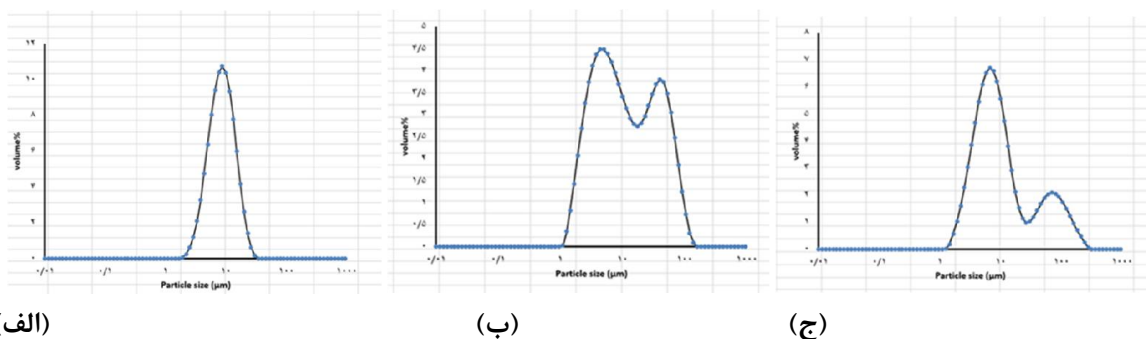 ۱۲
۱۰
۸
۶
۴
۲
۰
volume%
۰/۰۱ ۰/۱ ۱ ۱۰ ۱۰۰ ۱۰۰۰
Particle size (µm)
(الف)
۵
۴/۵
۴
۳/۵
۳
۲/۵
۲
۱/۵
۱
۰/۵
۰
volume%
۰/۰۱ ۰/۱ ۱ ۱۰ ۱۰۰ ۱۰۰۰
Particle size (µm)
(ب)
۸
۷
۶
۵
۴
۳
۲
۱
۰
volume%
۰/۰۱ ۰/۱ ۱ ۱۰ ۱۰۰ ۱۰۰۰
Particle size (µm)
(ج)